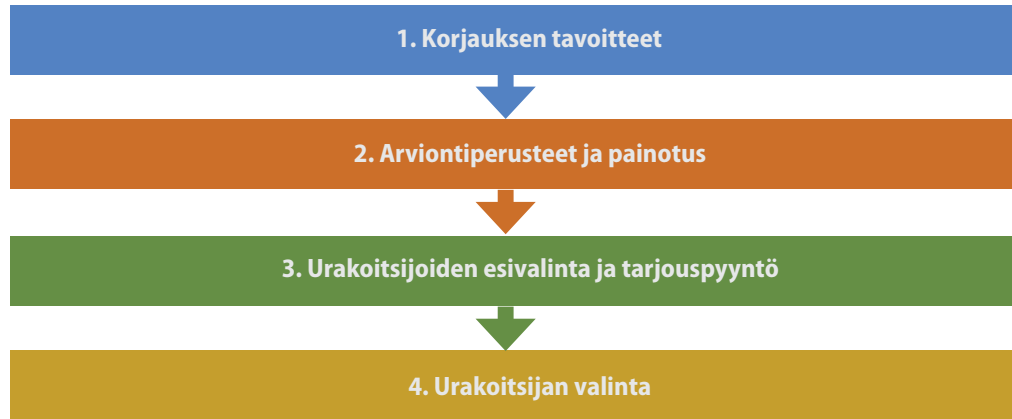 1. Korjauksen tavoitteet
2. Arviontiperusteet ja painotus
3. Urakoitsijoiden esivalinta ja tarjouspyyntö
4. Urakoitsijan valinta